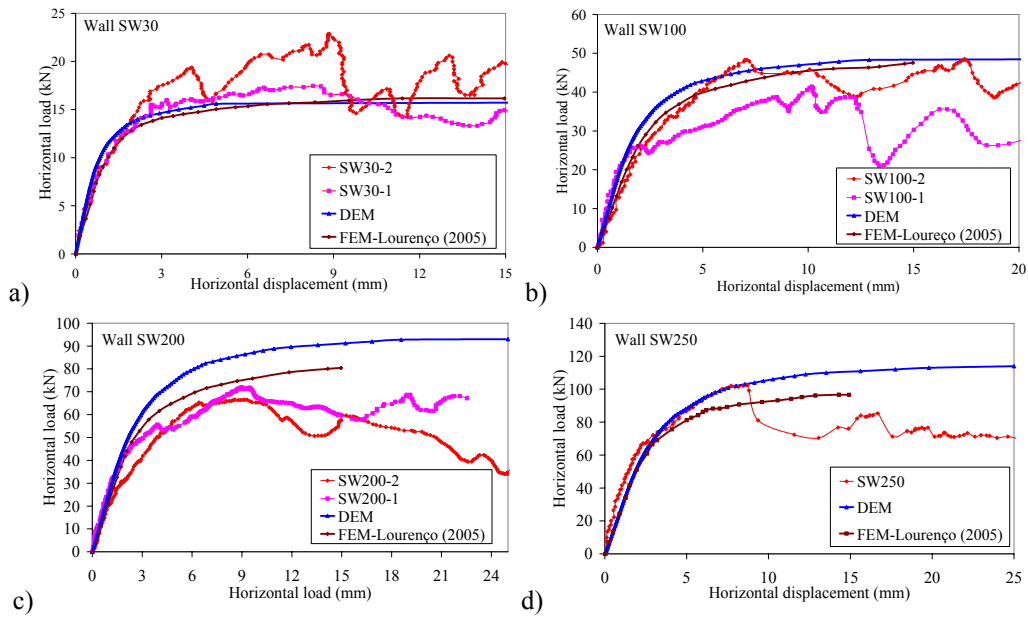 Wall SW30
Horizontal load (kN)
25
20
15
10
5
0
0 3 6 9 12 15
Horizontal displacement (mm)
SW30-2
SW30-1
DEM
FEM-Lourenço (2005)
a)
Wall SW100
Horizontal load (kN)
60
50
40
30
20
10
0
0 5 10 15 20
Horizontal displacement (mm)
SW100-2
SW100-1
DEM
FEM-Loureço (2005)
b)
Wall SW200
Horizontal load (kN)
100
90
80
70
60
50
40
30
20
10
0
0 3 6 9 12 15 18 21 24
Horizontal load (mm)
SW200-2
SW200-1
DEM
FEM-Lourenço (2005)
c)
Wall SW250
Horizontal load (kN)
140
120
100
80
60
40
20
0
0 5 10 15 20 25
Horizontal displacement (mm)
SW250
DEM
FEM-Lourenço (2005)
d)